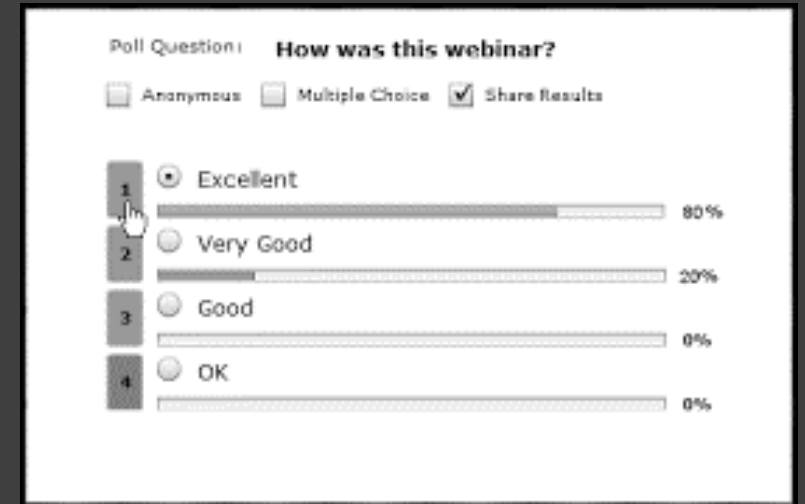 Poll Question: How was this webinar?
Anonymous Multiple Choice Share Results
1 Excellent
80%
2 Very Good
20%
3 Good
0%
4 OK
0%